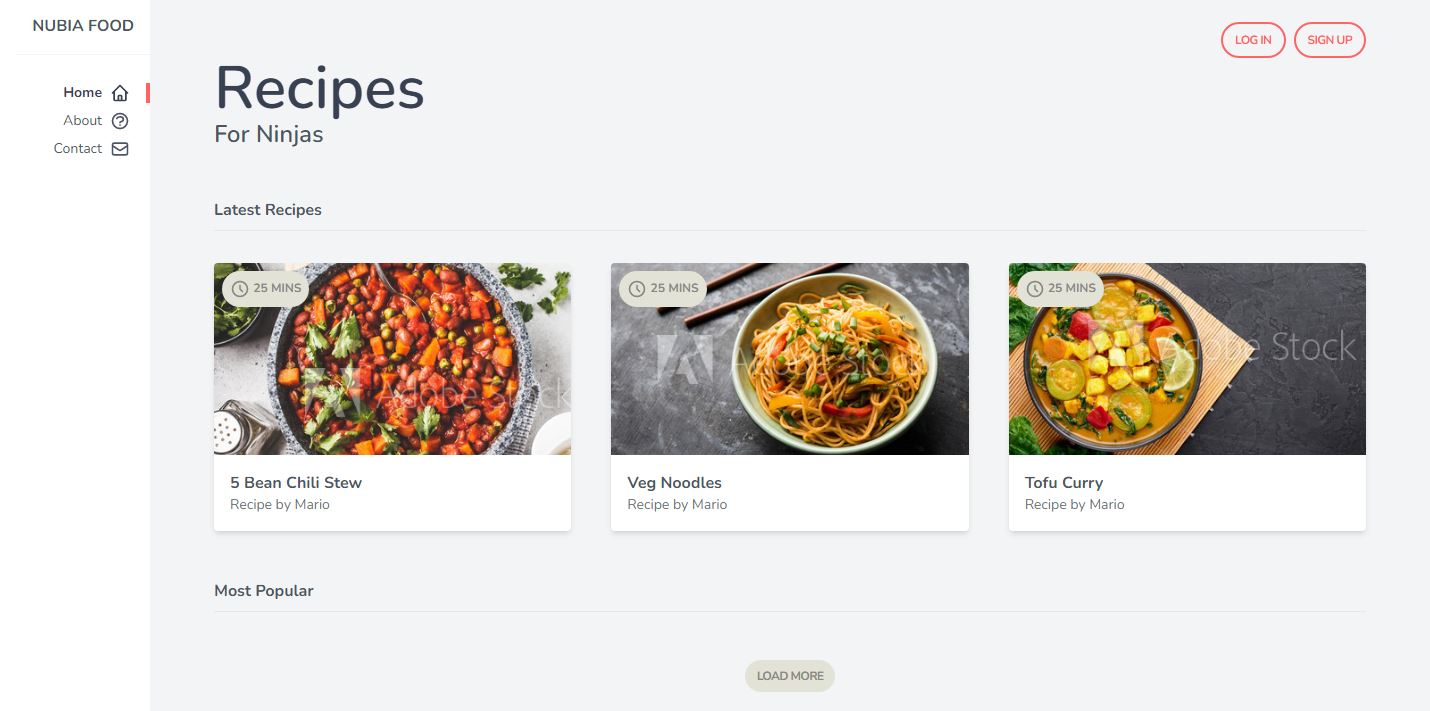 NUBIA FOOD
Home
About
Contact
LOG IN
SIGN UP
Recipes
For Ninjas
Latest Recipes
25 MINS
Adobe Stock
5 Bean Chili Stew
Recipe by Mario
25 MINS
Adobe Stock
Veg Noodles
Recipe by Mario
25 MINS
Adobe Stock
Tofu Curry
Recipe by Mario
Most Popular
LOAD MORE